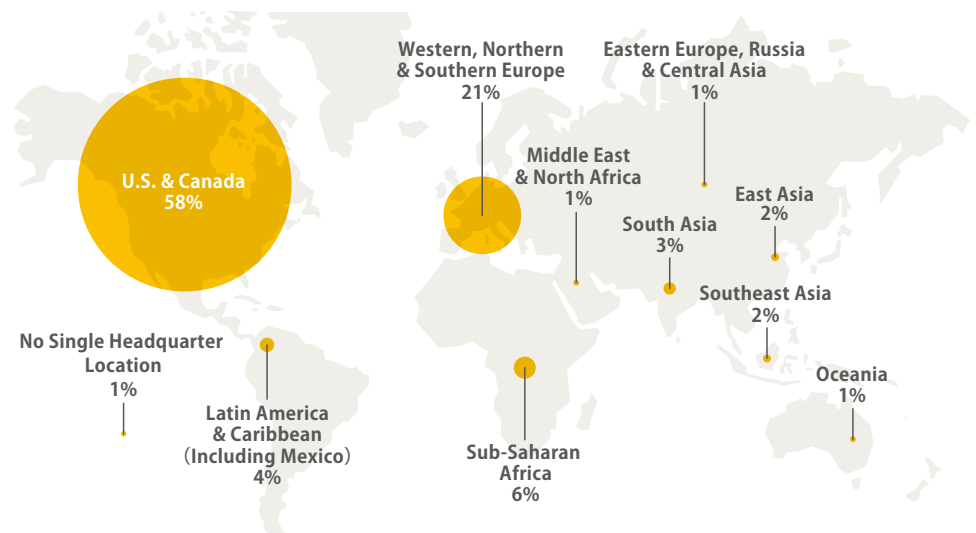 Western, Northern
& Southern Europe
21%
Eastern Europe, Russia
& Central Asia
1%
Middle East
& North Africa
1%
U.S. & Canada
58%
East Asia
2%
South Asia
3%
Southeast Asia
2%
No Single Headquarter
Location
1%
Oceania
1%
Latin America
& Caribbean
(Including Mexico)
4%
Sub-Saharan
Africa
6%